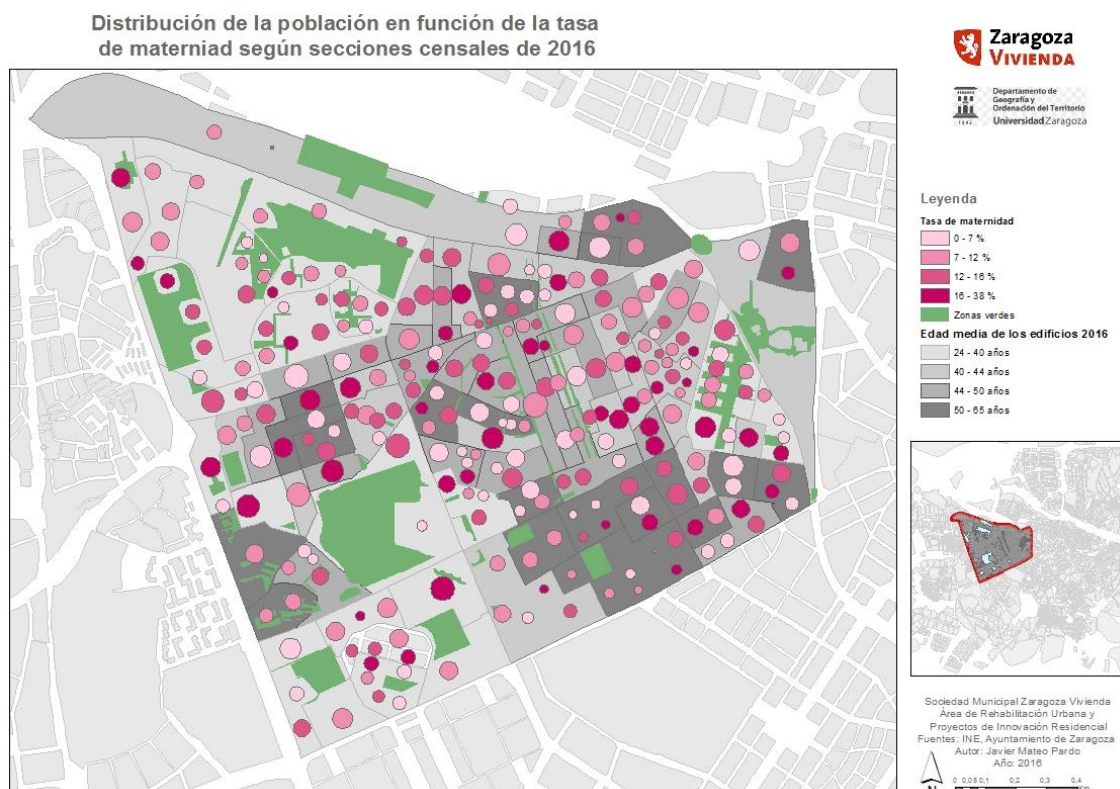 Distribución de la población en función de la tasa
de materniad según secciones censales de 2016
Zaragoza
VIVIENDA
Departamento de
Geografía y
Ordenación del Territorio
Universidad Zaragoza
Leyenda
Tasa de maternidad
0 - 7 %
7 - 12 %
12 - 16 %
16 - 38 %
Zonas verdes
Edad media de los edificios 2016
24 - 40 años
40 - 44 años
44 - 50 años
50 - 65 años
Sociedad Municipal Zaragoza Vivienda
Área de Rehabilitación Urbana y
Proyectos de Innovación Residencial
Fuentes: INE, Ayuntamiento de Zaragoza
Autor: Javier Mateo Pardo
Año: 2016
N
0 0,05 0,1 0,2 0,3 0,4